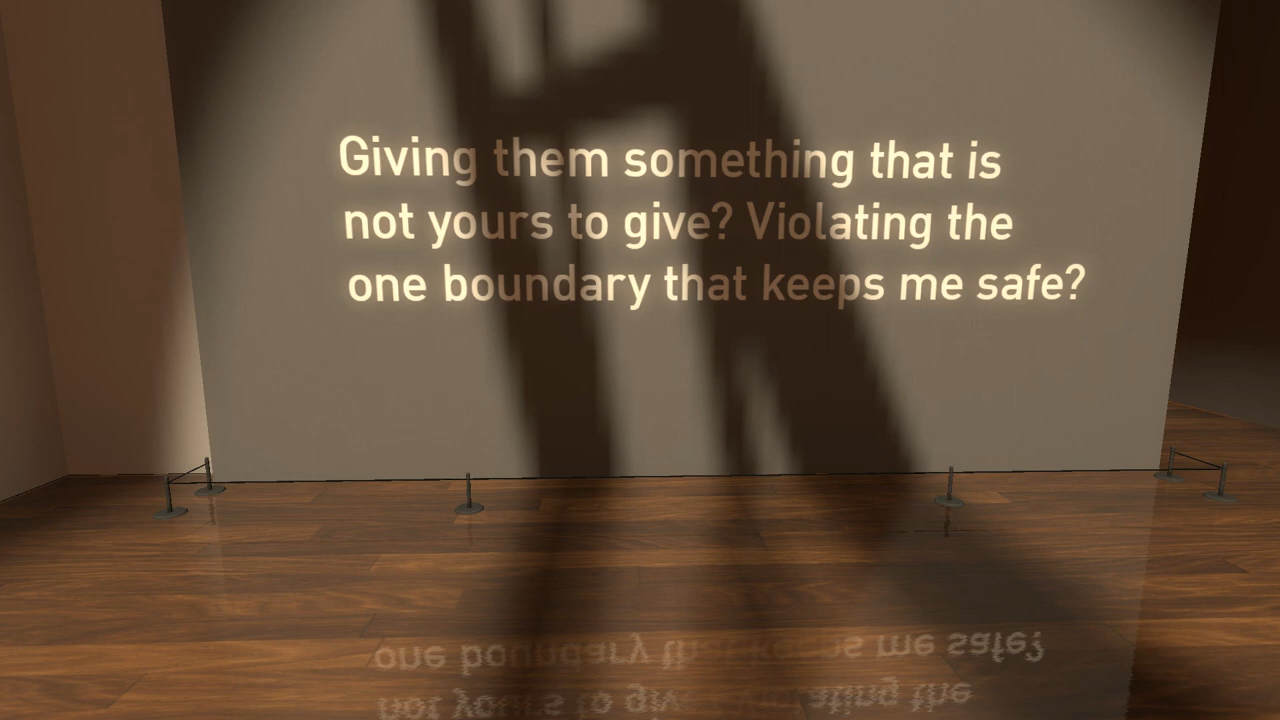 Giving them something that is
not yours to give? Violating the
one boundary that keeps me safe?